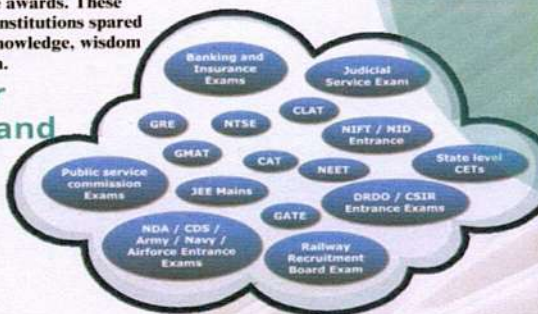 e awards. These
nstitutions spared
nowledge, wisdom
r
and
Banking and
Insurance
Exams
Judicial
Service Exam
CLAT
GRE
NTSE
NIFT / NID
Entrance
GMAT
CAT
NEET
State level
CETs
Public service
commission
Exams
JEE Mains
DRDO / CSIR
Entrance Exams
GATE
NDA / CDS /
Army / Navy /
Airforce Entrance
Exams
Railway
Recruitment
Board Exam